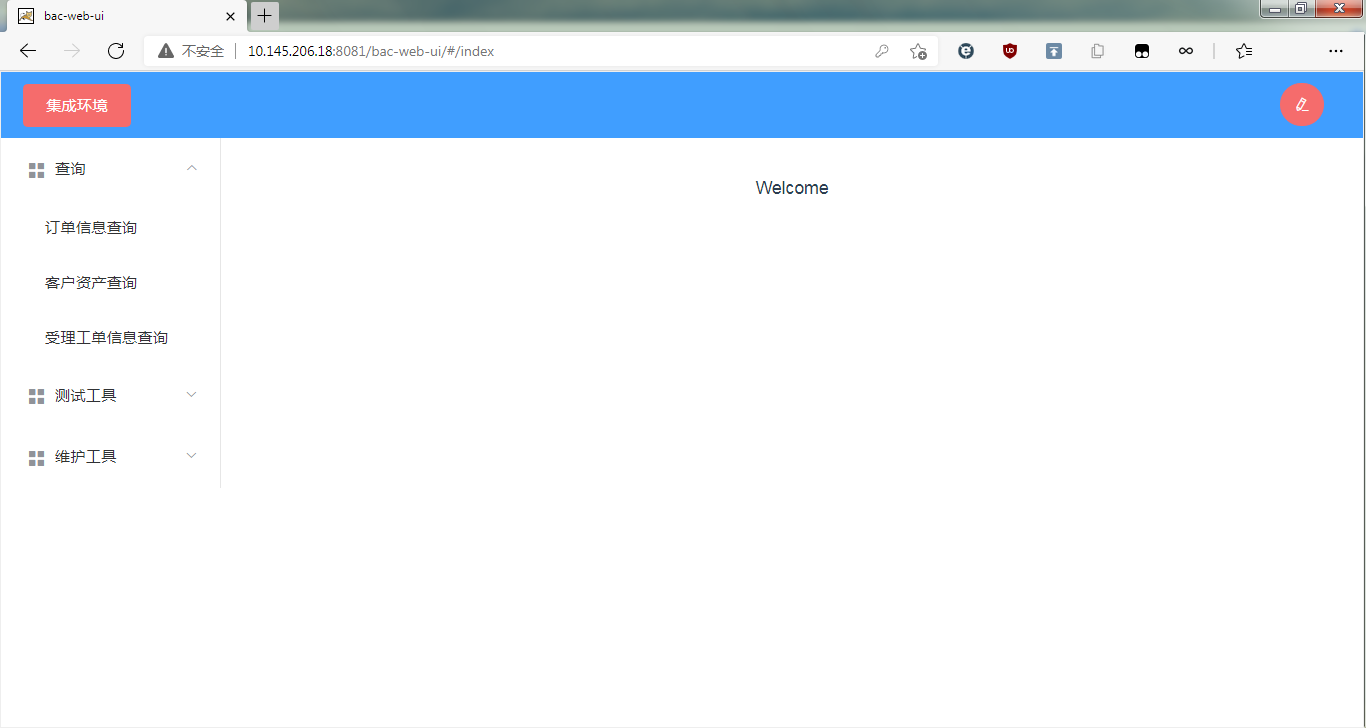 bac-web-ui
不安全
10.145.206.18:8081/bac-web-ui/#/index
集成环境
查询
Welcome
订单信息查询
客户资产查询
受理工单信息查询
测试工具
维护工具